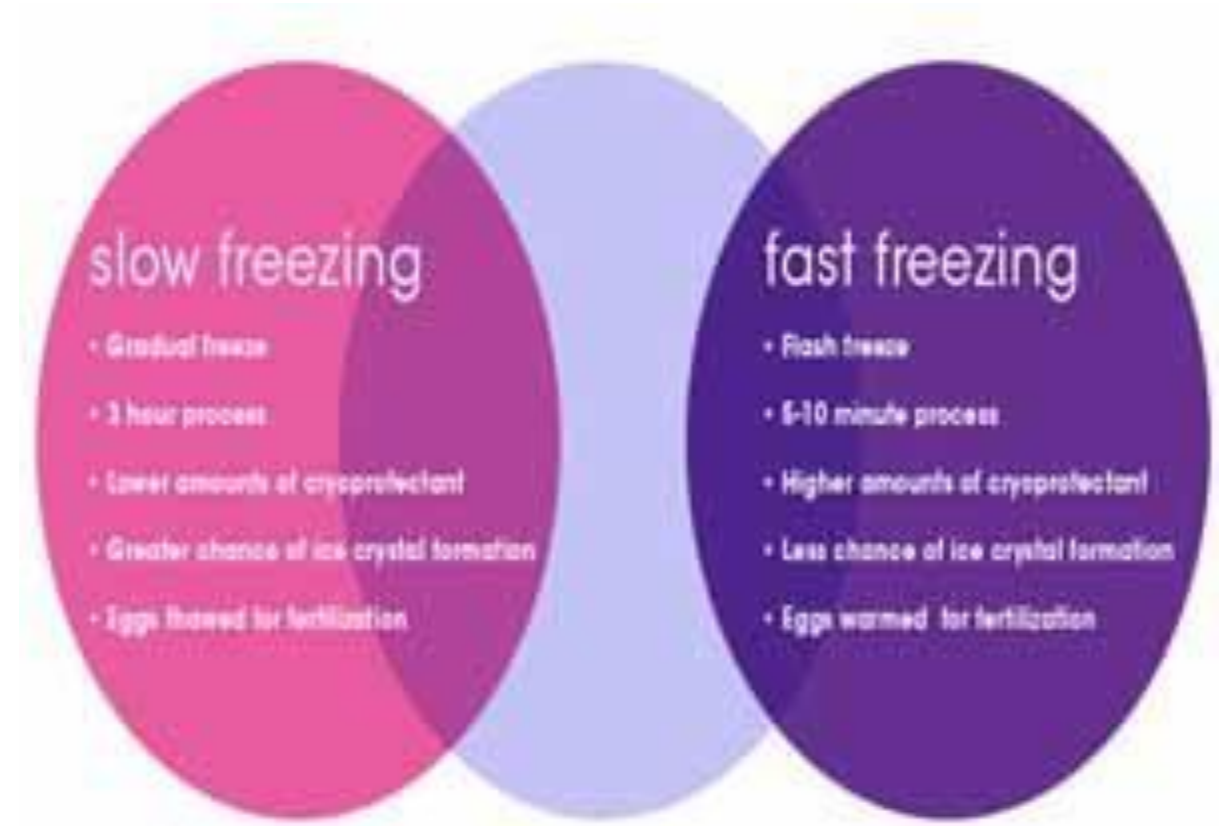 slow freezing
• Gradual freeze
• 3 hour process
• Lower amounts of cryoprotectant
• Greater chance of ice crystal formation
• Eggs thawed for fertilization
fast freezing
• Flash freeze
• 5-10 minute process
• Higher amounts of cryoprotectant
• Less chance of ice crystal formation
• Eggs warmed for fertilization